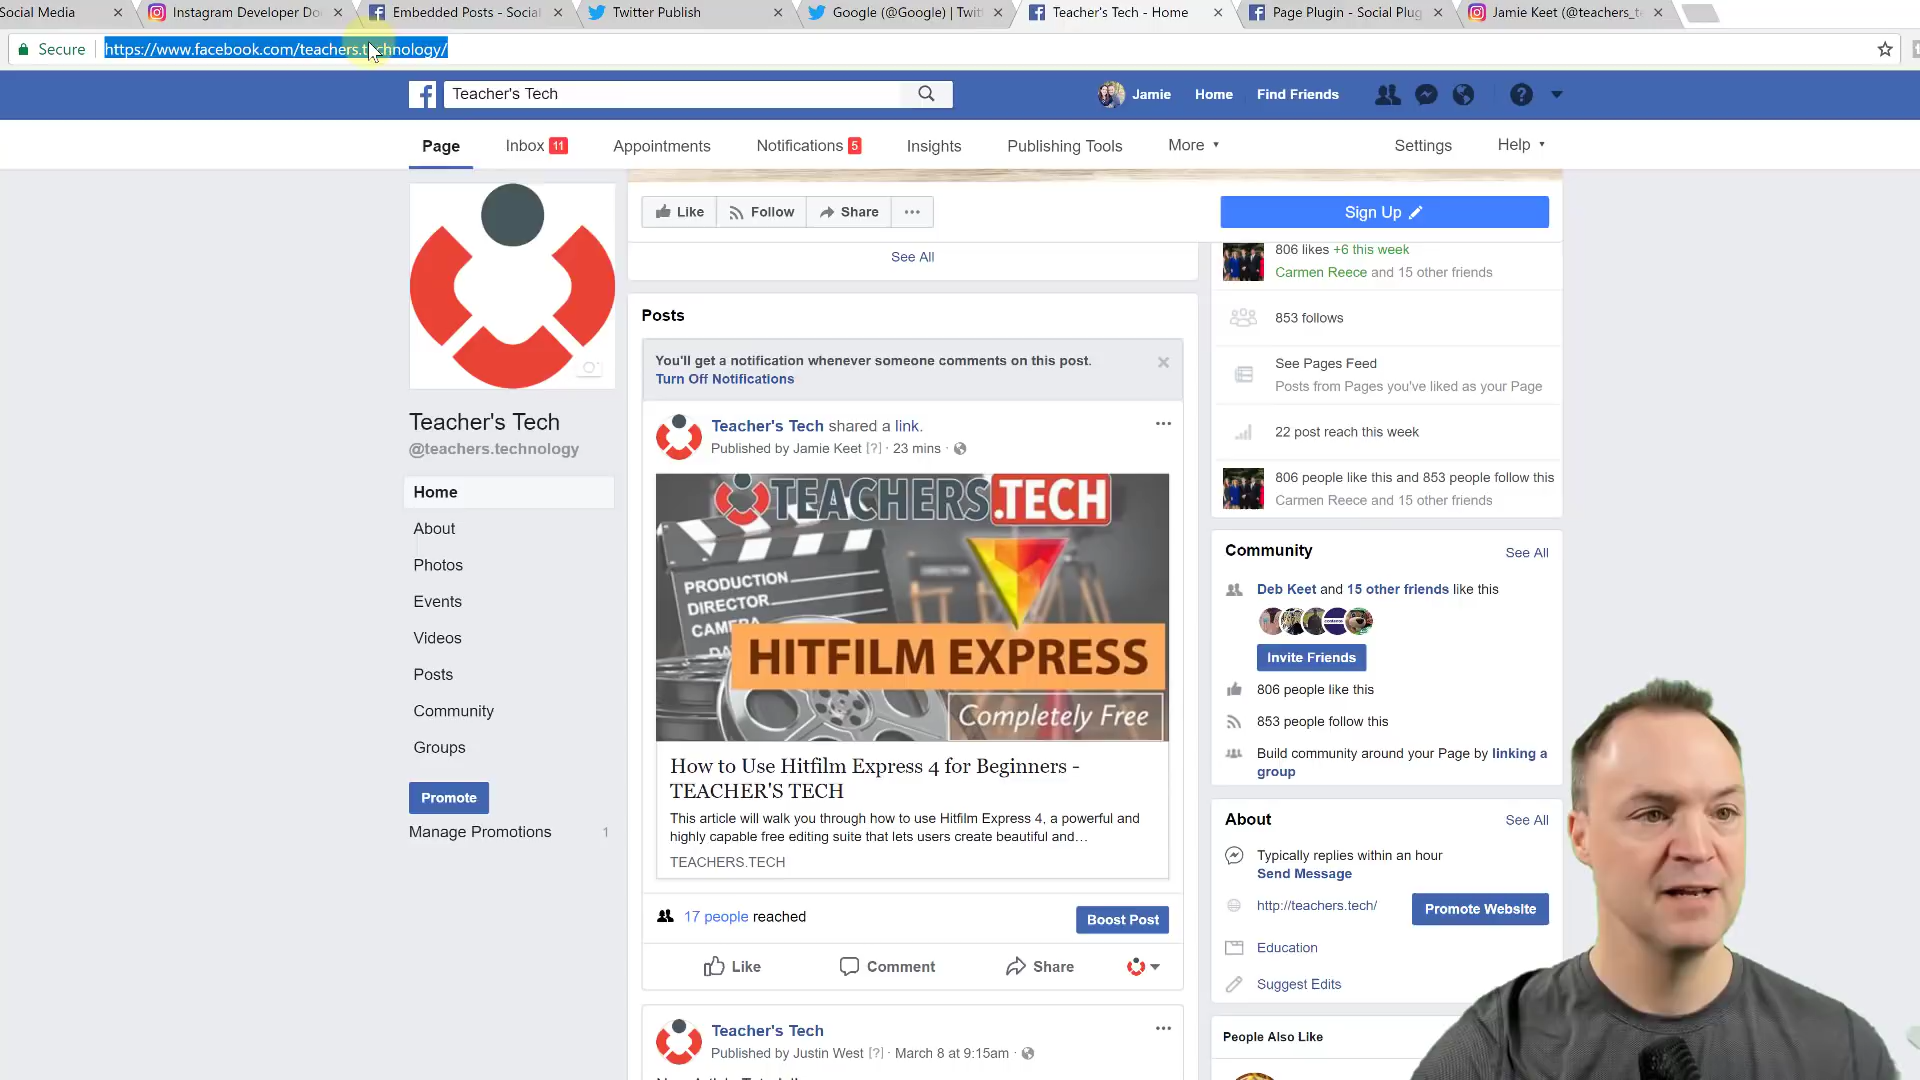 Social Media
Instagram Developer Do
Embedded Posts - Social
Twitter Publish
Google (@Google) | Twit
Teacher's Tech - Home
Page Plugin - Social Plug
Jamie Keet (@teachers_t
Secure
https://www.facebook.com/teachers.technology/
Teacher's Tech
Jamie
Home
Find Friends
Page
Inbox 11
Appointments
Notifications 5
Insights
Publishing Tools
More
Settings
Help
Like
Follow
Share
Sign Up
See All
806 likes +6 this week
Carmen Reece and 15 other friends
853 follows
See Pages Feed
Posts from Pages you've liked as your Page
22 post reach this week
806 people like this and 853 people follow this
Carmen Reece and 15 other friends
Posts
You'll get a notification whenever someone comments on this post.
Turn Off Notifications
Teacher's Tech shared a link.
Published by Jamie Keet [?] · 23 mins ·
TEACHERS.TECH
PRODUCTION
DIRECTOR
CAMERA
DIRECTOR
HITFILM EXPRESS
Completely Free
How to Use Hitfilm Express 4 for Beginners -
TEACHER'S TECH
This article will walk you through how to use Hitfilm Express 4, a powerful and
highly capable free editing suite that lets users create beautiful and…
TEACHERS.TECH
17 people reached
Boost Post
Like
Comment
Share
Teacher's Tech
Published by Justin West [?] · March 8 at 9:15am ·
Teacher's Tech
@teachers.technology
Home
About
Photos
Events
Videos
Posts
Community
Groups
Promote
Manage Promotions 1
Community
See All
Deb Keet and 15 other friends like this
Invite Friends
806 people like this
853 people follow this
Build community around your Page by linking a
group
About
See All
Typically replies within an hour
Send Message
http://teachers.tech/
Promote Website
Education
Suggest Edits
People Also Like